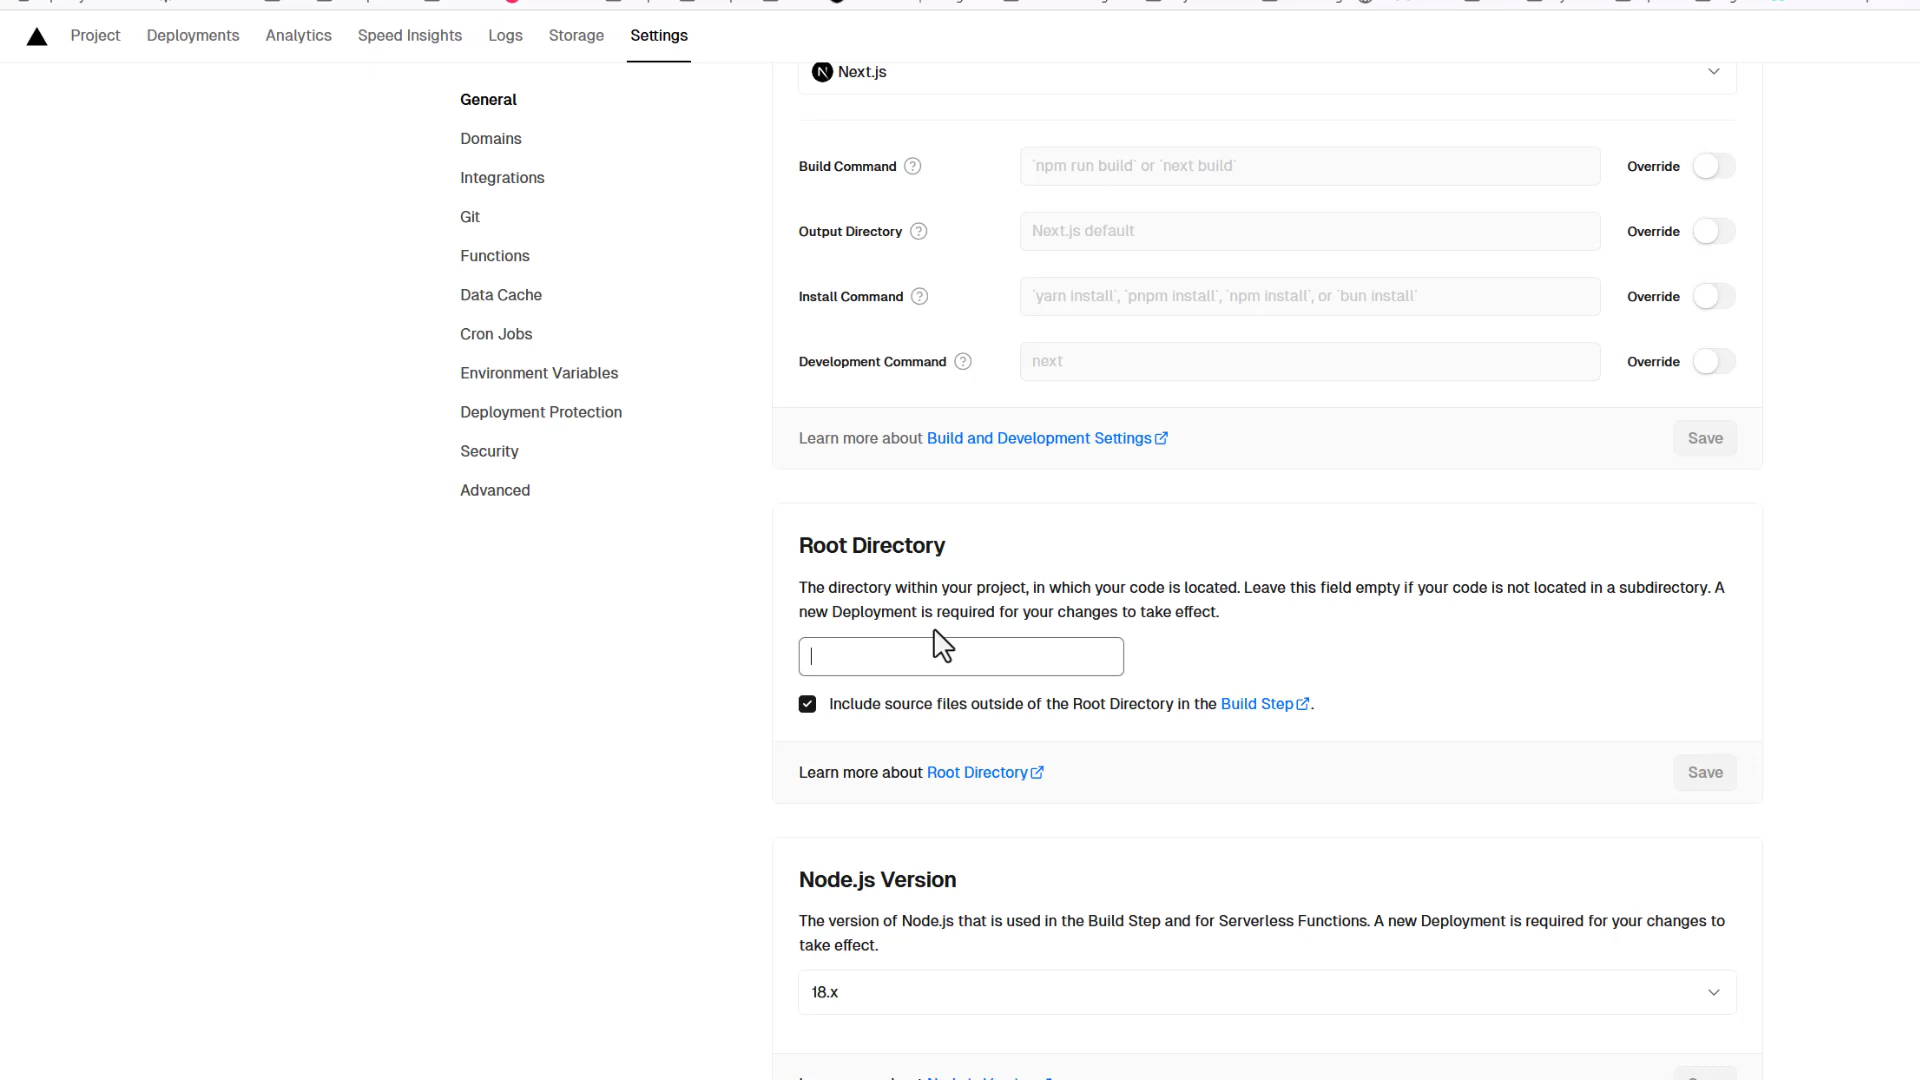 Project Deployments Analytics Speed Insights Logs Storage Settings
General
Domains
Integrations
Git
Functions
Data Cache
Cron Jobs
Environment Variables
Deployment Protection
Security
Advanced
Next.js
Build Command `npm run build` or `next build` Override
Output Directory Next.js default Override
Install Command `yarn install`, `pnpm install`, `npm install`, or `bun install` Override
Development Command next Override
Learn more about Build and Development Settings Save
Root Directory
The directory within your project, in which your code is located. Leave this field empty if your code is not located in a subdirectory. A
new Deployment is required for your changes to take effect.
Include source files outside of the Root Directory in the Build Step.
Learn more about Root Directory Save
Node.js Version
The version of Node.js that is used in the Build Step and for Serverless Functions. A new Deployment is required for your changes to
take effect.
18.x